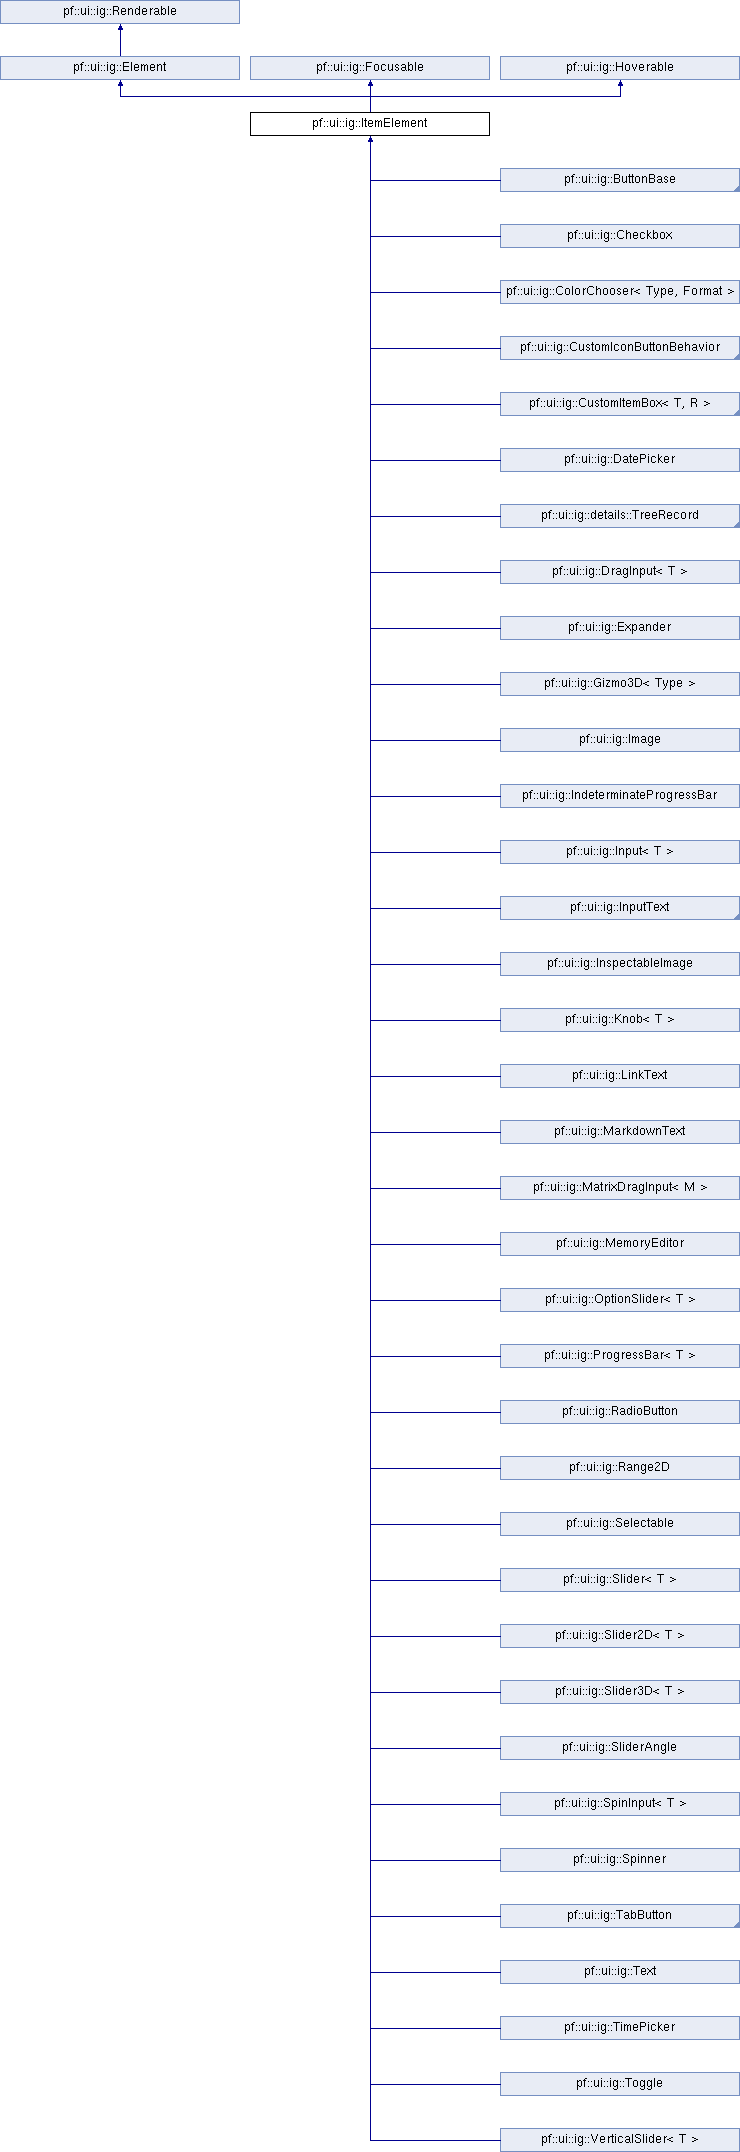 pf::ui::ig::Renderable
pf::ui::ig::Element
pf::ui::ig::Focusable
pf::ui::ig::Hoverable
pf::ui::ig::ItemElement
pf::ui::ig::ButtonBase
pf::ui::ig::Checkbox
pf::ui::ig::ColorChooser< Type, Format >
pf::ui::ig::CustomIconButtonBehavior
pf::ui::ig::CustomItemBox< T, R >
pf::ui::ig::DatePicker
pf::ui::ig::details::TreeRecord
pf::ui::ig::DragInput< T >
pf::ui::ig::Expander
pf::ui::ig::Gizmo3D< Type >
pf::ui::ig::Image
pf::ui::ig::IndeterminateProgressBar
pf::ui::ig::Input< T >
pf::ui::ig::InputText
pf::ui::ig::InspectableImage
pf::ui::ig::Knob< T >
pf::ui::ig::LinkText
pf::ui::ig::MarkdownText
pf::ui::ig::MatrixDragInput< M >
pf::ui::ig::MemoryEditor
pf::ui::ig::OptionSlider< T >
pf::ui::ig::ProgressBar< T >
pf::ui::ig::RadioButton
pf::ui::ig::Range2D
pf::ui::ig::Selectable
pf::ui::ig::Slider< T >
pf::ui::ig::Slider2D< T >
pf::ui::ig::Slider3D< T >
pf::ui::ig::SliderAngle
pf::ui::ig::SpinInput< T >
pf::ui::ig::Spinner
pf::ui::ig::TabButton
pf::ui::ig::Text
pf::ui::ig::TimePicker
pf::ui::ig::Toggle
pf::ui::ig::VerticalSlider< T >